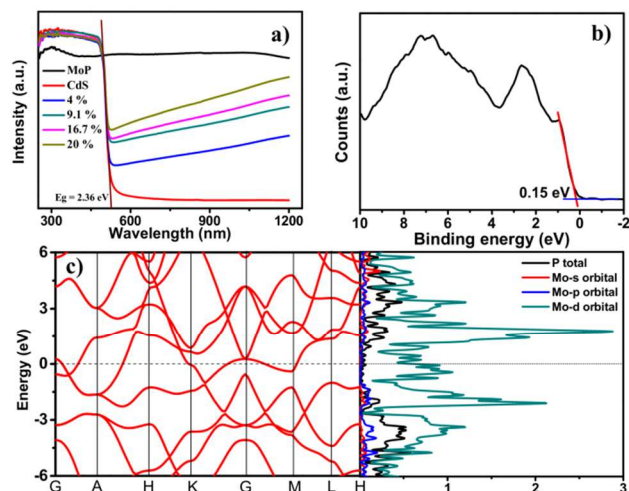 a)
Intensity (a.u.)
MoP
CdS
4 %
9.1 %
16.7 %
20 %
Eg = 2.36 eV
300 600 900 1200
Wavelength (nm)
b)
Counts (a.u.)
0.15 eV
10 8 6 4 2 0 -2
Binding energy (eV)
c)
Energy (eV)
6
3
0
-3
-6
G A H K G M L H
P total
Mo-s orbital
Mo-p orbital
Mo-d orbital
1 2 3